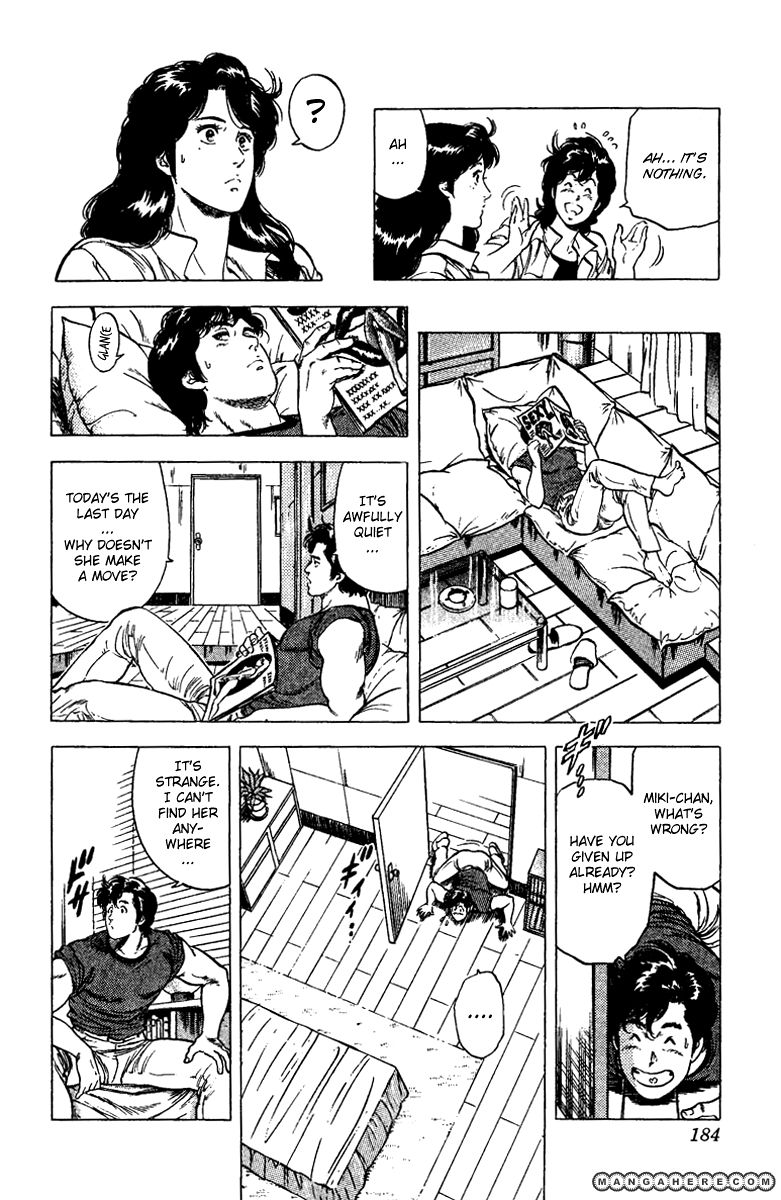 AH... IT'S
NOTHING.
AH
...
?
GLANCE
IT'S
AWFULLY
QUIET
...
TODAY'S THE
LAST DAY
...
WHY DOESN'T
SHE MAKE
A MOVE?
MIKI-CHAN,
WHAT'S
WRONG?
HAVE YOU
GIVEN UP
ALREADY?
HMM?
....
IT'S
STRANGE.
I CAN'T
FIND HER
ANY-
WHERE
...
184
MANGAHERE.COM